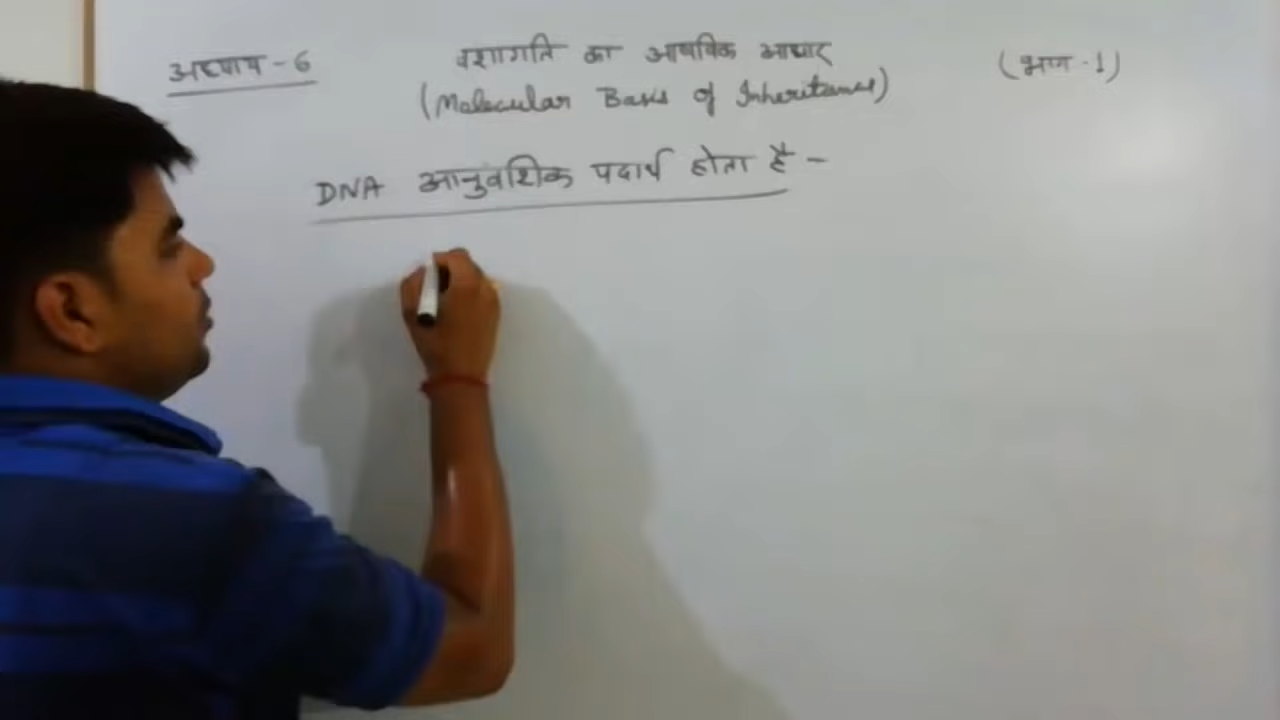 अध्याय - 6 वंशागति का आणविक आधार (भाग - 1)
(Molecular Basis of Inheritance)
DNA आनुवंशिक पदार्थ होता है -